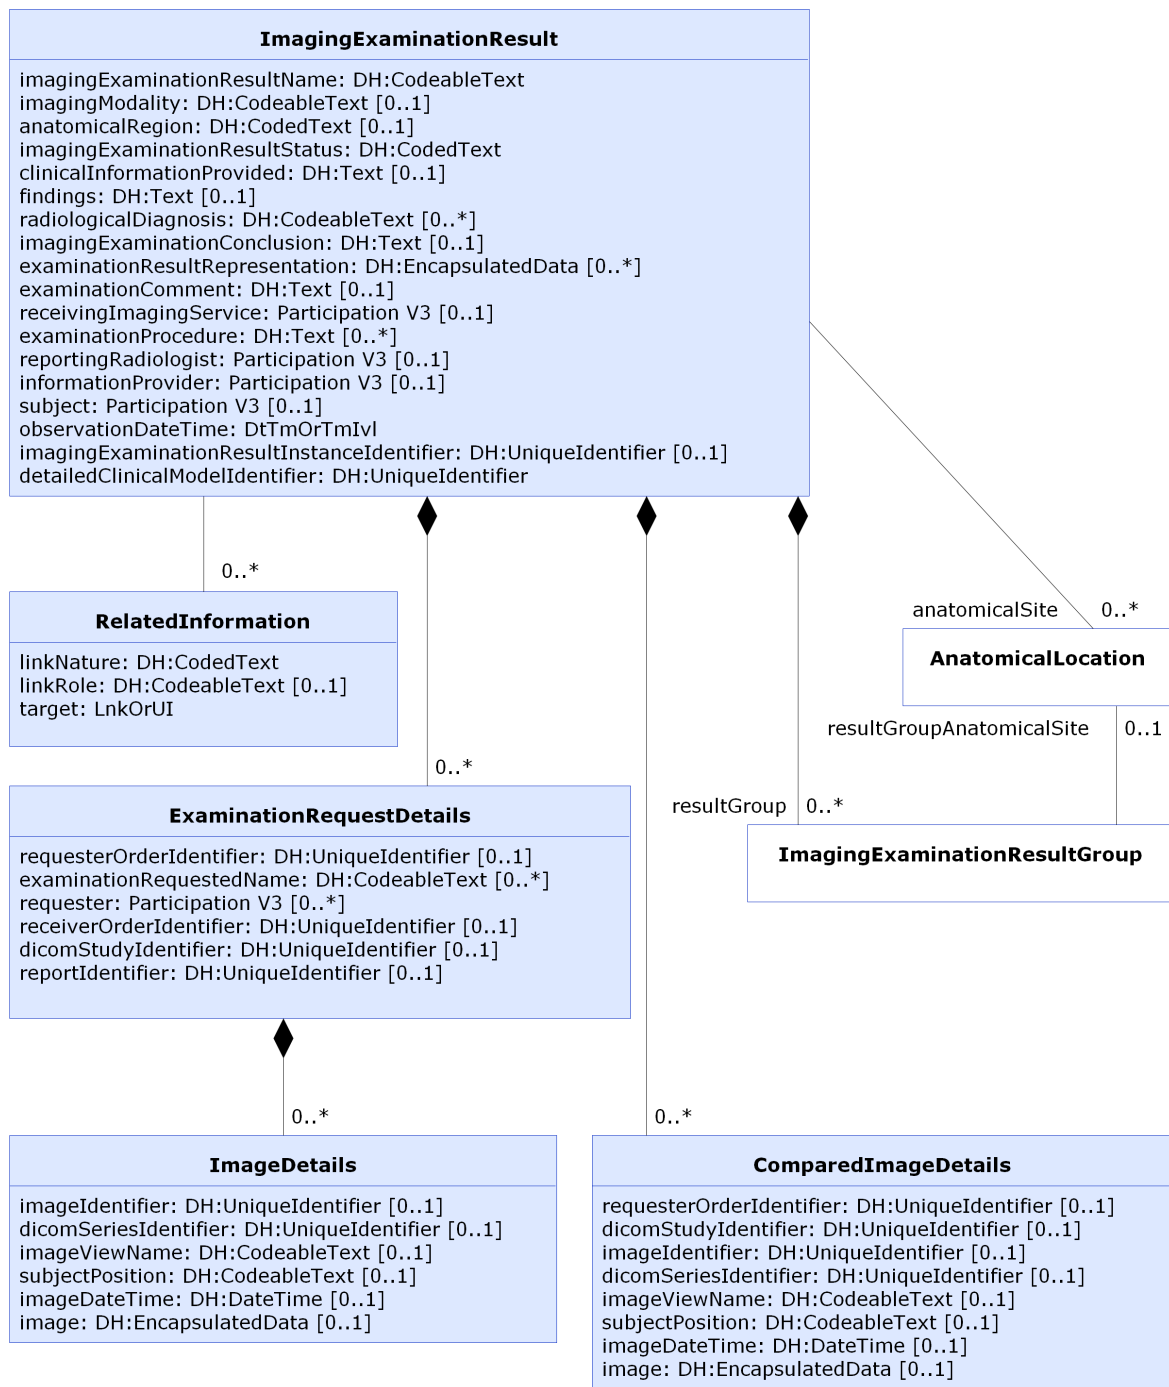 ImagingExaminationResult
imagingExaminationResultName: DH:CodeableText
imagingModality: DH:CodeableText [0..1]
anatomicalRegion: DH:CodedText [0..1]
imagingExaminationResultStatus: DH:CodedText
clinicalInformationProvided: DH:Text [0..1]
findings: DH:Text [0..1]
radiologicalDiagnosis: DH:CodeableText [0..*]
imagingExaminationConclusion: DH:Text [0..1]
examinationResultRepresentation: DH:EncapsulatedData [0..*]
examinationComment: DH:Text [0..1]
receivingImagingService: Participation V3 [0..1]
examinationProcedure: DH:Text [0..*]
reportingRadiologist: Participation V3 [0..1]
informationProvider: Participation V3 [0..1]
subject: Participation V3 [0..1]
observationDateTime: DtTmOrTmIvl
imagingExaminationResultInstanceIdentifier: DH:UniqueIdentifier [0..1]
detailedClinicalModelIdentifier: DH:UniqueIdentifier
0..*
RelatedInformation
linkNature: DH:CodedText
linkRole: DH:CodeableText [0..1]
target: LnkOrUI
anatomicalSite 0..*
AnatomicalLocation
resultGroupAnatomicalSite 0..1
0..*
resultGroup 0..*
ImagingExaminationResultGroup
ExaminationRequestDetails
requesterOrderIdentifier: DH:UniqueIdentifier [0..1]
examinationRequestedName: DH:CodeableText [0..*]
requester: Participation V3 [0..*]
receiverOrderIdentifier: DH:UniqueIdentifier [0..1]
dicomStudyIdentifier: DH:UniqueIdentifier [0..1]
reportIdentifier: DH:UniqueIdentifier [0..1]
0..*
0..*
ImageDetails
imageIdentifier: DH:UniqueIdentifier [0..1]
dicomSeriesIdentifier: DH:UniqueIdentifier [0..1]
imageViewName: DH:CodeableText [0..1]
subjectPosition: DH:CodeableText [0..1]
imageDateTime: DH:DateTime [0..1]
image: DH:EncapsulatedData [0..1]
ComparedImageDetails
requesterOrderIdentifier: DH:UniqueIdentifier [0..1]
dicomStudyIdentifier: DH:UniqueIdentifier [0..1]
imageIdentifier: DH:UniqueIdentifier [0..1]
dicomSeriesIdentifier: DH:UniqueIdentifier [0..1]
imageViewName: DH:CodeableText [0..1]
subjectPosition: DH:CodeableText [0..1]
imageDateTime: DH:DateTime [0..1]
image: DH:EncapsulatedData [0..1]